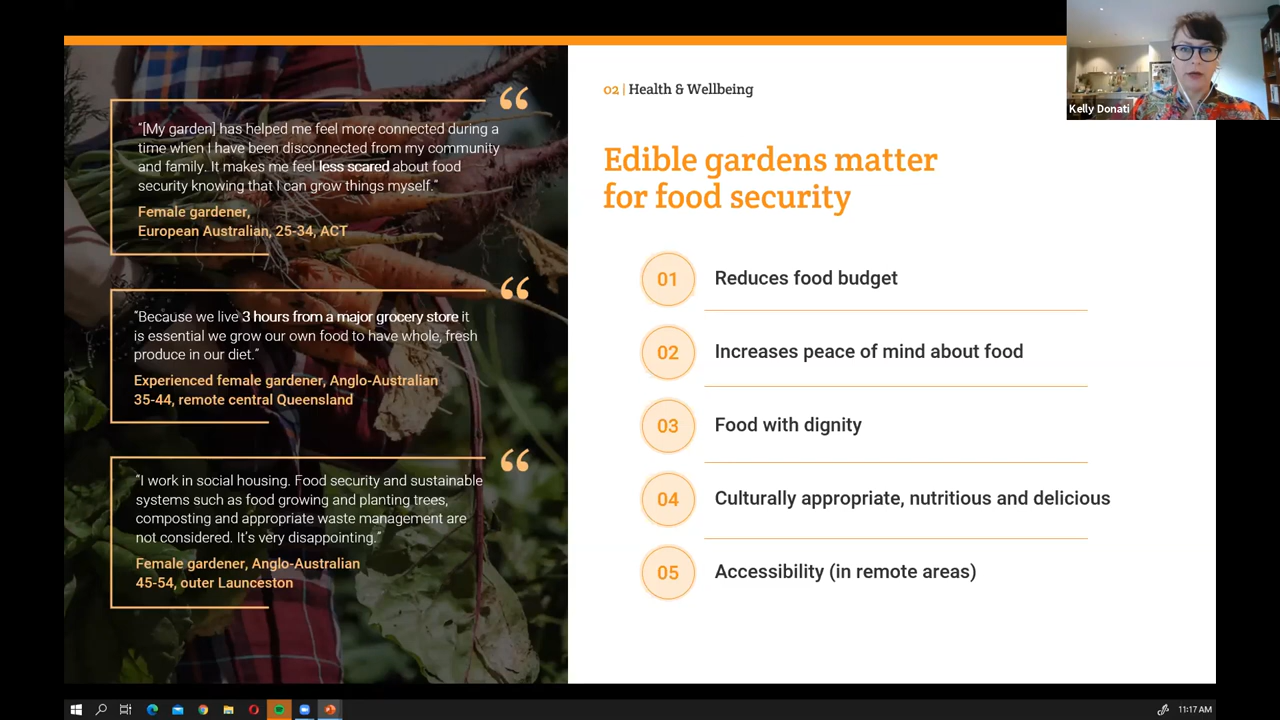 "[My garden] has helped me feel more connected during a
time when I have been disconnected from my community
and family. It makes me feel less scared about food
security knowing that I can grow things myself."
Female gardener,
European Australian, 25-34, ACT
"Because we live 3 hours from a major grocery store it
is essential we grow our own food to have whole, fresh
produce in our diet."
Experienced female gardener, Anglo-Australian
35-44, remote central Queensland
"I work in social housing. Food security and sustainable
systems such as food growing and planting trees,
composting and appropriate waste management are
not considered. It's very disappointing."
Female gardener, Anglo-Australian
45-54, outer Launceston
02 | Health & Wellbeing
Edible gardens matter
for food security
01 Reduces food budget
02 Increases peace of mind about food
03 Food with dignity
04 Culturally appropriate, nutritious and delicious
05 Accessibility (in remote areas)
Kelly Donati
11:17 AM